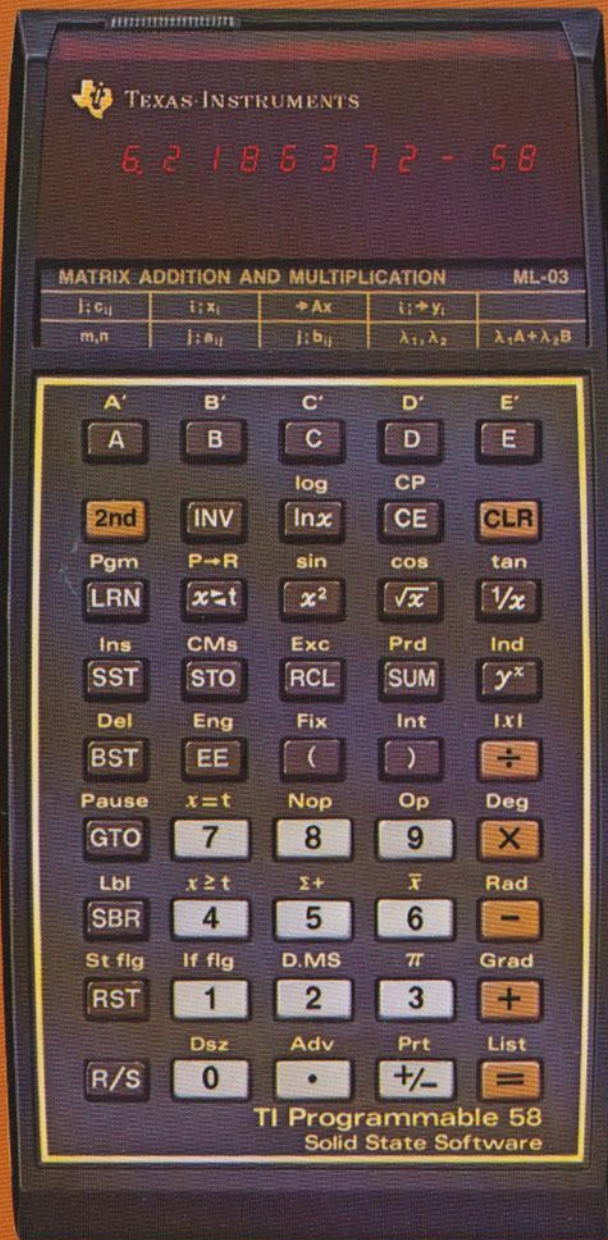 TEXAS INSTRUMENTS
6.2186372-58
MATRIX ADDITION AND MULTIPLICATION ML-03
j;cᵢⱼ i;xᵢ →Ax i;→yᵢ
m,n j;aᵢⱼ j;bᵢⱼ λ₁,λ₂ λ₁A+λ₂B
A′ B′ C′ D′ E′
A B C D E
log CP
2nd INV lnx CE CLR
Pgm P→R sin cos tan
LRN x⇌t x² √x 1/x
Ins CMs Exc Prd Ind
SST STO RCL SUM yˣ
Del Eng Fix Int |x|
BST EE ( ) ÷
Pause x=t Nop Op Deg
GTO 7 8 9 ×
Lbl x≥t Σ+ x̄ Rad
SBR 4 5 6 −
St flg If flg D.MS π Grad
RST 1 2 3 +
Dsz Adv Prt List
R/S 0 . +/− =
TI Programmable 58
Solid State Software